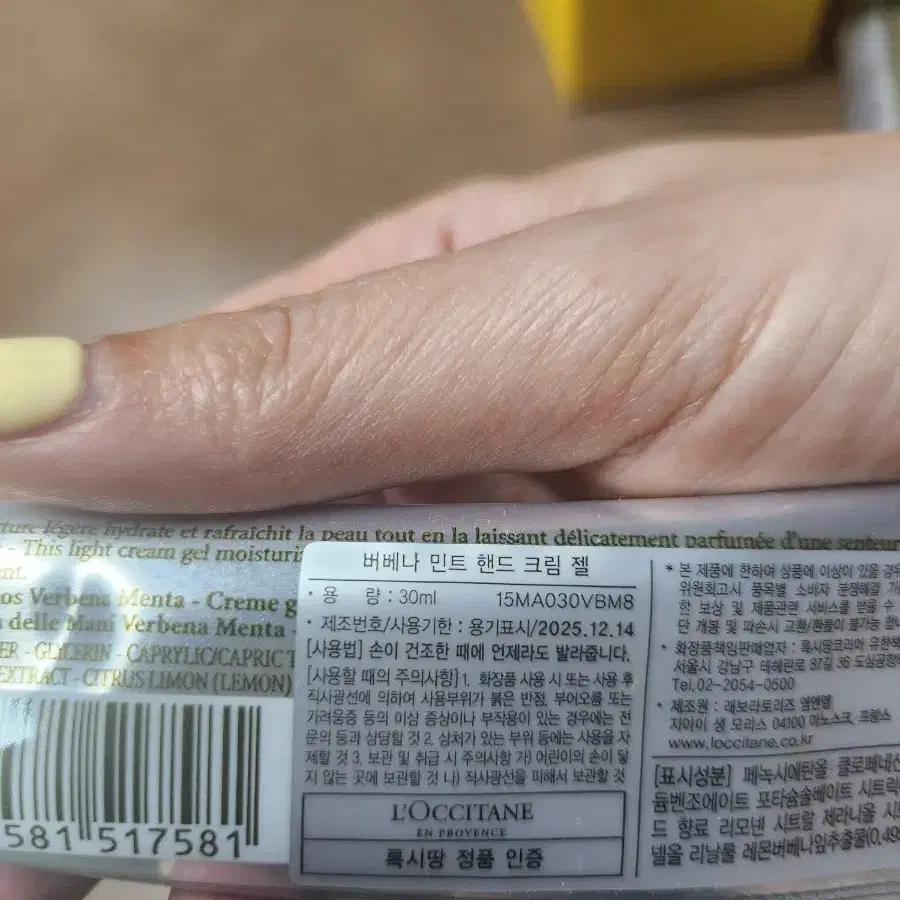 ture légère hydrate et rafraîchit la peau tout en la laissant délicatement parfumée d'une senteur
- This light cream gel moisturi
nt.
os Verbena Menta - Creme g
delle Mani Verbena Menta -
ER - GLYCERIN - CAPRYLIC/CAPRIC T
EXTRACT - CITRUS LIMON (LEMON)
581 517581
버베나 민트 핸드 크림 젤
• 용 량 : 30ml 15MA030VBM8
• 제조번호/사용기한 : 용기표시/2025.12.14
[사용법] 손이 건조한 때에 언제라도 발라줍니다.
[사용할 때의 주의사항] 1. 화장품 사용 시 또는 사용 후
직사광선에 의하여 사용부위가 붉은 반점, 부어오름 또는
가려움증 등의 이상 증상이나 부작용이 있는 경우에는 전
문의 등과 상담할 것 2. 상처가 있는 부위 등에는 사용을 자
제할 것 3. 보관 및 취급 시 주의사항 가) 어린이의 손이 닿
지 않는 곳에 보관할 것 나) 직사광선을 피해서 보관할 것
L'OCCITANE
EN PROVENCE
록시땅 정품 인증
* 본 제품에 한하여 상품에 이상이 있을 경우
위원회고시 품목별 소비자 분쟁해결 기
한 보상 및 제품관련 서비스를 받을 수
단 개봉 및 파손시 교환/환불이 불가능 합니
• 화장품책임판매업자 : 록시땅코리아 유한책
서울시 강남구 테헤란로 87길 36 도심공항
Tel.02-2054-0500
• 제조원 : 래보라토리즈 엠앤엘
지아이 생 모리스 04100 마노스크, 프랑스
www.loccitane.co.kr
[표시성분] 페녹시에탄올 클로페네신
듐벤조에이트 포타슘솔베이트 시트릭
드 향료 리모넨 시트랄 제라니올 시
넬올 리날룰 레몬버베나잎추출물(0.49